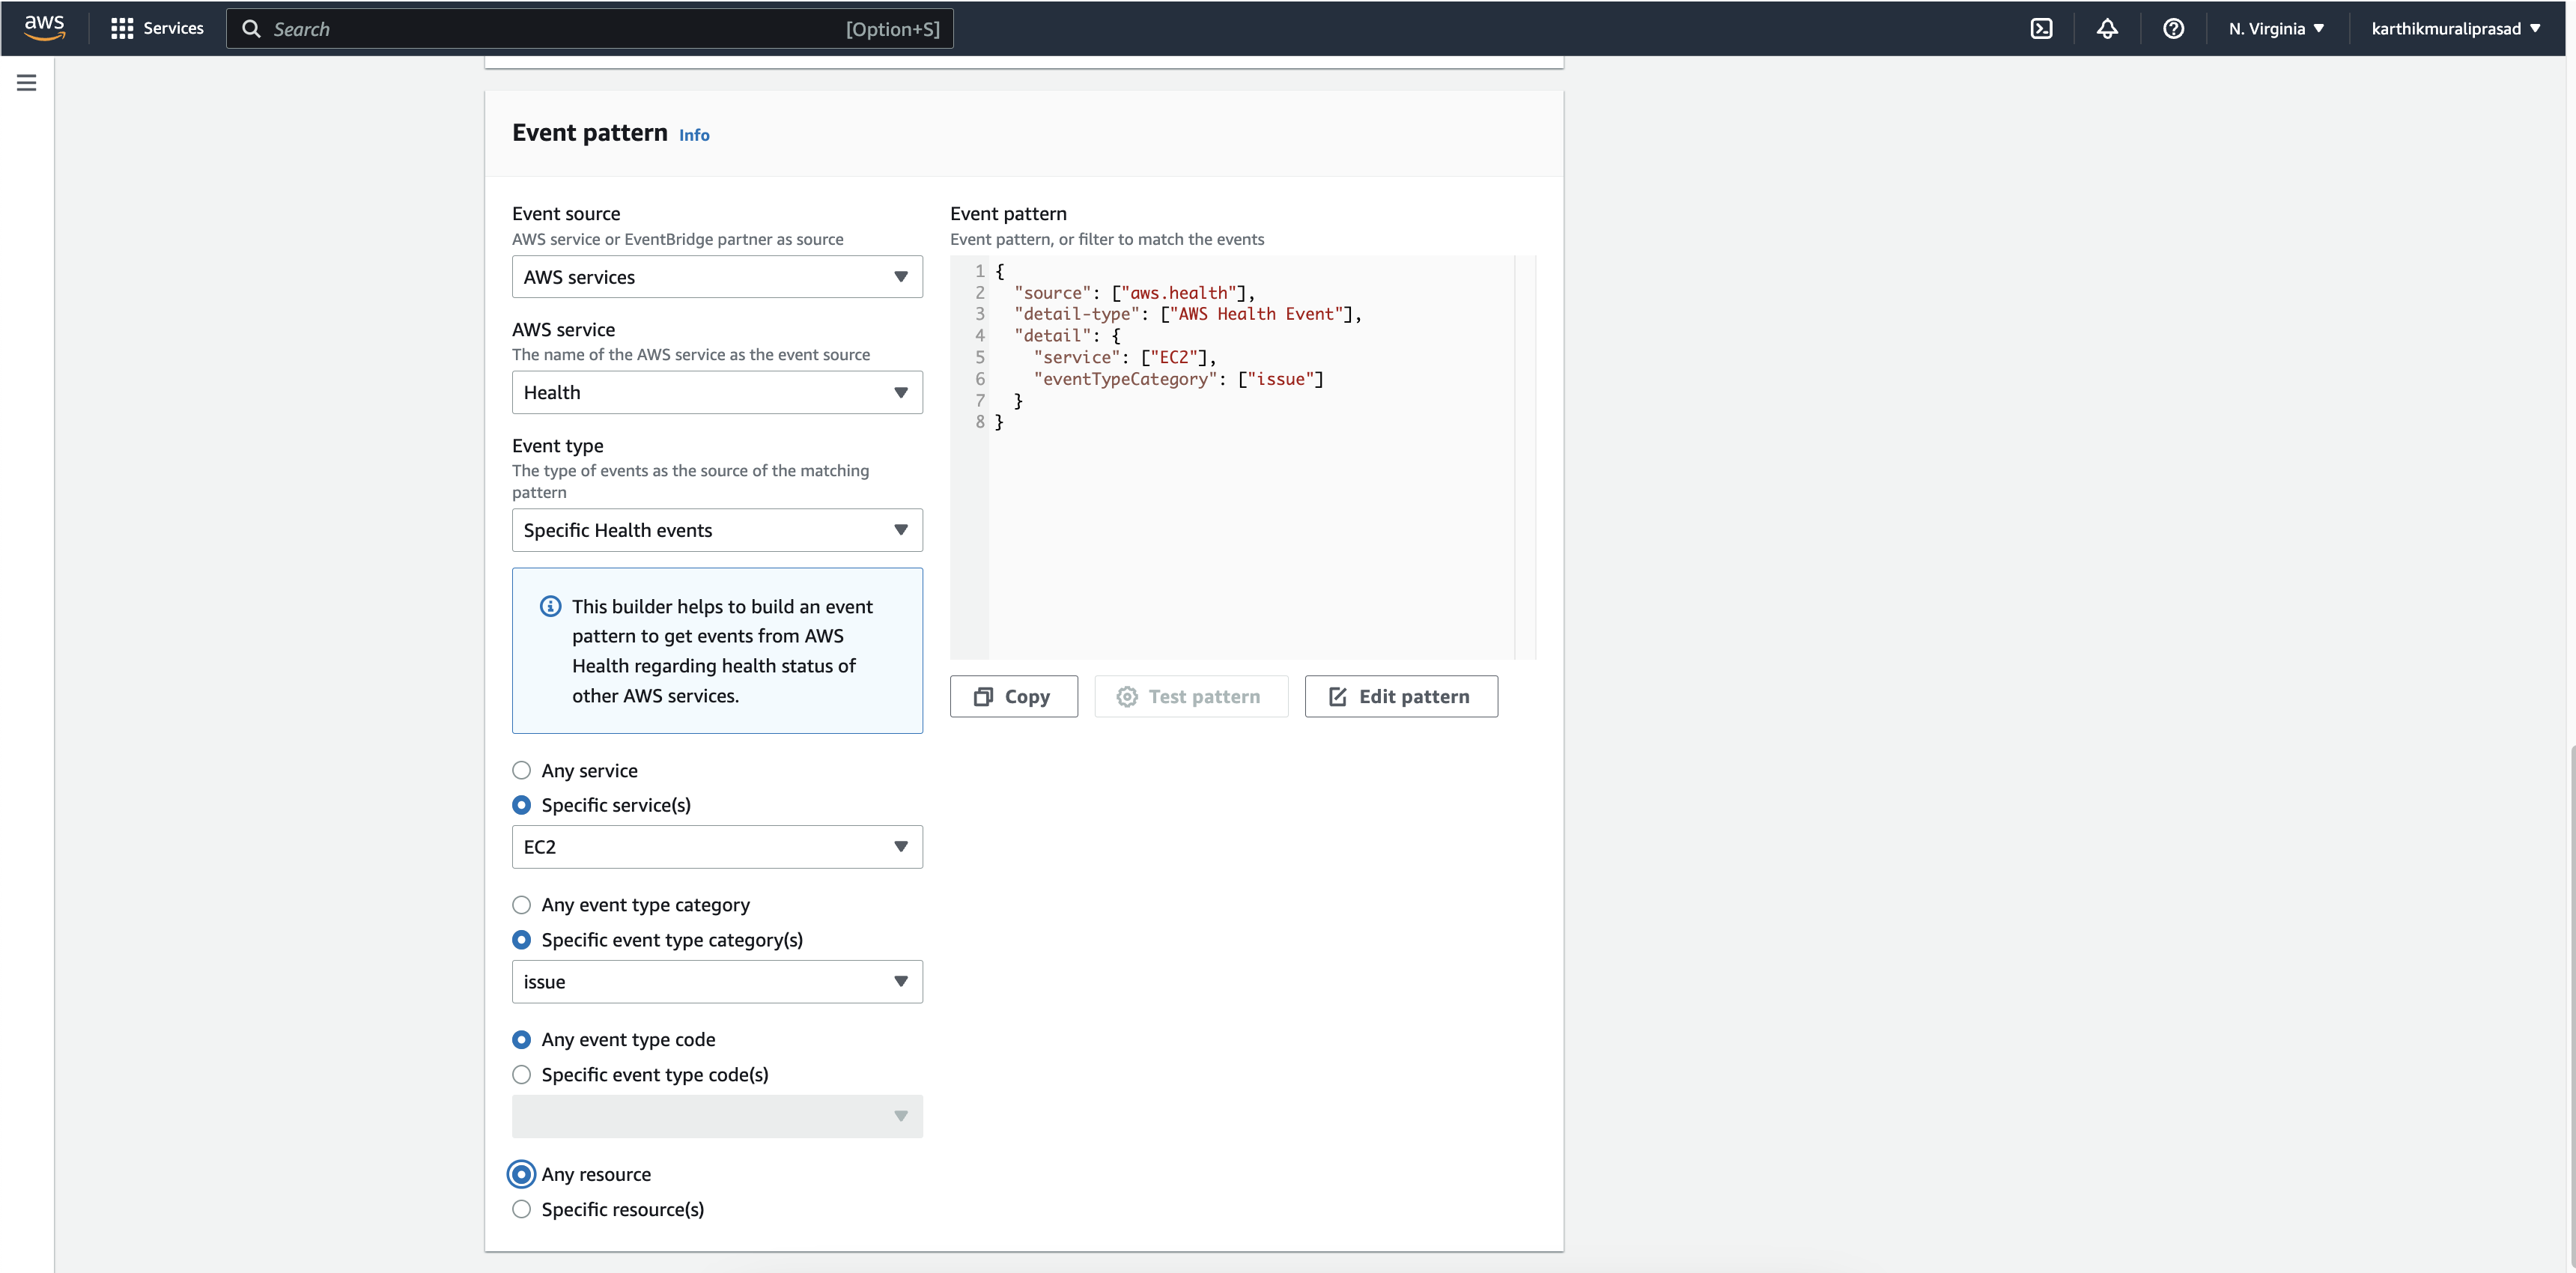 aws
Services
Search
[Option+S]
N. Virginia
karthikmuraliprasad
Event pattern Info
Event source
AWS service or EventBridge partner as source
AWS services
AWS service
The name of the AWS service as the event source
Health
Event type
The type of events as the source of the matching
pattern
Specific Health events
This builder helps to build an event
pattern to get events from AWS
Health regarding health status of
other AWS services.
Any service
Specific service(s)
EC2
Any event type category
Specific event type category(s)
issue
Any event type code
Specific event type code(s)
Any resource
Specific resource(s)
Event pattern
Event pattern, or filter to match the events
1 {
2 "source": ["aws.health"],
3 "detail-type": ["AWS Health Event"],
4 "detail": {
5 "service": ["EC2"],
6 "eventTypeCategory": ["issue"]
7 }
8 }
Copy
Test pattern
Edit pattern